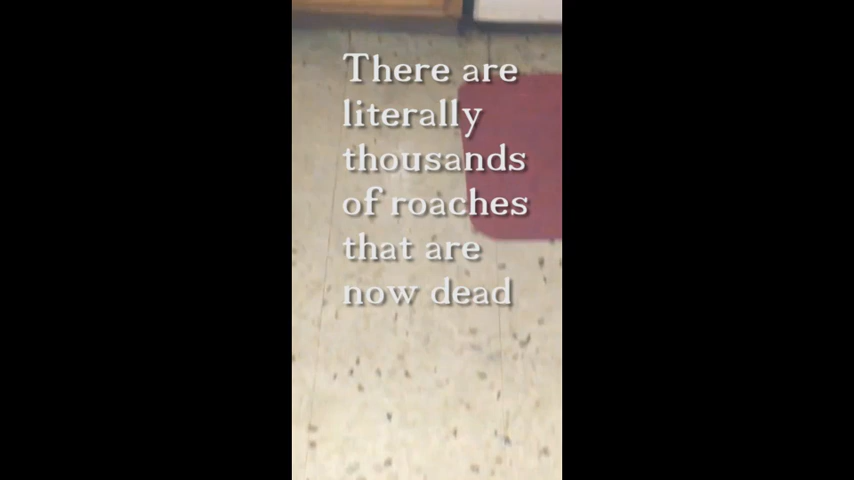 There are
literally
thousands
of roaches
that are
now dead